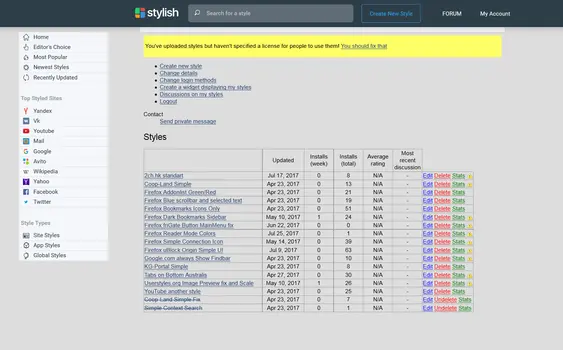 stylish
Search for a style
Create New Style
FORUM
My Account
Home
Editor's Choice
Most Popular
Newest Styles
Recently Updated
Top Styled Sites
Yandex
Vk
Youtube
Mail
Google
Avito
Wikipedia
Yahoo
Facebook
Twitter
Style Types
Site Styles
App Styles
Global Styles
You've uploaded styles but haven't specified a license for people to use them! You should fix that
Create new style
Change details
Change login methods
Create a widget displaying my styles
Discussions on my styles
Logout
Contact
Send private message
Styles
Updated Installs (week) Installs (total) Average rating Most recent discussion
2ch.hk standart Jul 17, 2017 0 8 N/A - Edit Delete Stats
Coop-Land Simple Apr 23, 2017 0 13 N/A - Edit Delete Stats
Firefox Addonlist Green/Red Apr 23, 2017 0 21 N/A - Edit Delete Stats
Firefox Blue scrollbar and selected text Apr 23, 2017 0 19 N/A - Edit Delete Stats
Firefox Bookmarks Icons Only Apr 23, 2017 0 51 N/A - Edit Delete Stats
Firefox Dark Bookmarks Sidebar May 10, 2017 1 24 N/A - Edit Delete Stats
Firefox friGate Button MainMenu fix Jun 22, 2017 0 0 N/A - Edit Delete Stats
Firefox Reader Mode Colors Jul 25, 2017 0 1 N/A - Edit Delete Stats
Firefox Simple Connection Icon May 14, 2017 0 39 N/A - Edit Delete Stats
Firefox uBlock Origin Simple UI Jul 9, 2017 0 63 N/A - Edit Delete Stats
Google.com always Show Findbar Apr 23, 2017 0 10 N/A - Edit Delete Stats
KG-Portal Simple Apr 23, 2017 0 8 N/A - Edit Delete Stats
Tabs on Bottom Australis Apr 27, 2017 0 30 N/A - Edit Delete Stats
Userstyles.org Image Preview fix and Scale May 10, 2017 1 26 N/A - Edit Delete Stats
YouTube another style Apr 23, 2017 0 25 N/A - Edit Delete Stats
Coop Land Simple Fix Apr 23, 2017 0 7 N/A - Edit Undelete Stats
Simple Context Search Apr 23, 2017 0 1 N/A - Edit Undelete Stats